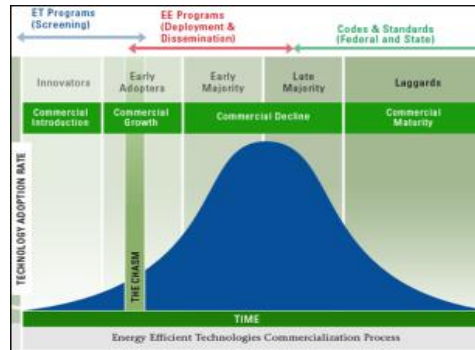 ET Programs
(Screening)
EE Programs
(Deployment &
Dissemination)
Codes & Standards
(Federal and State)
Innovators
Early
Adopters
Early
Majority
Late
Majority
Laggards
Commercial
Introduction
Commercial
Growth
Commercial Decline
Commercial
Maturity
TECHNOLOGY ADOPTION RATE
THE CHASM
TIME
Energy Efficient Technologies Commercialization Process